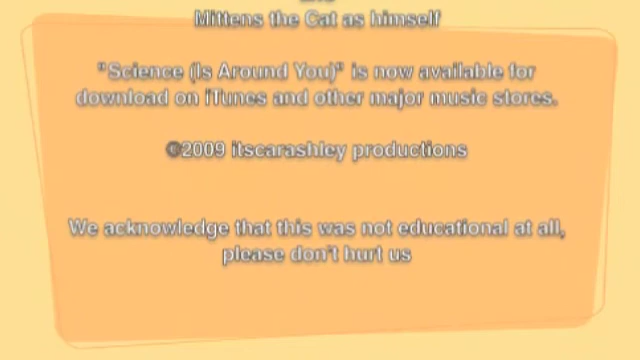 Mittens the Cat as himself
"Science (Is Around You)" is now available for
download on iTunes and other major music stores.
©2009 itscarashley productions
We acknowledge that this was not educational at all,
please don't hurt us